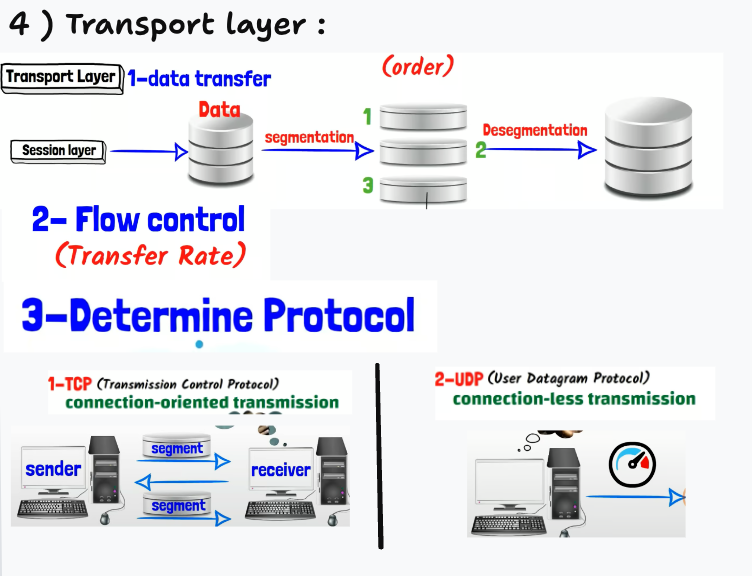 4 ) Transport layer :
(order)
Transport Layer 1-data transfer
Data
1
segmentation
Desegmentation
Session layer
2
3
2- Flow control
(Transfer Rate)
3-Determine Protocol
1-TCP (Transmission Control Protocol)
connection-oriented transmission
2-UDP (User Datagram Protocol)
connection-less transmission
segment
sender
receiver
segment